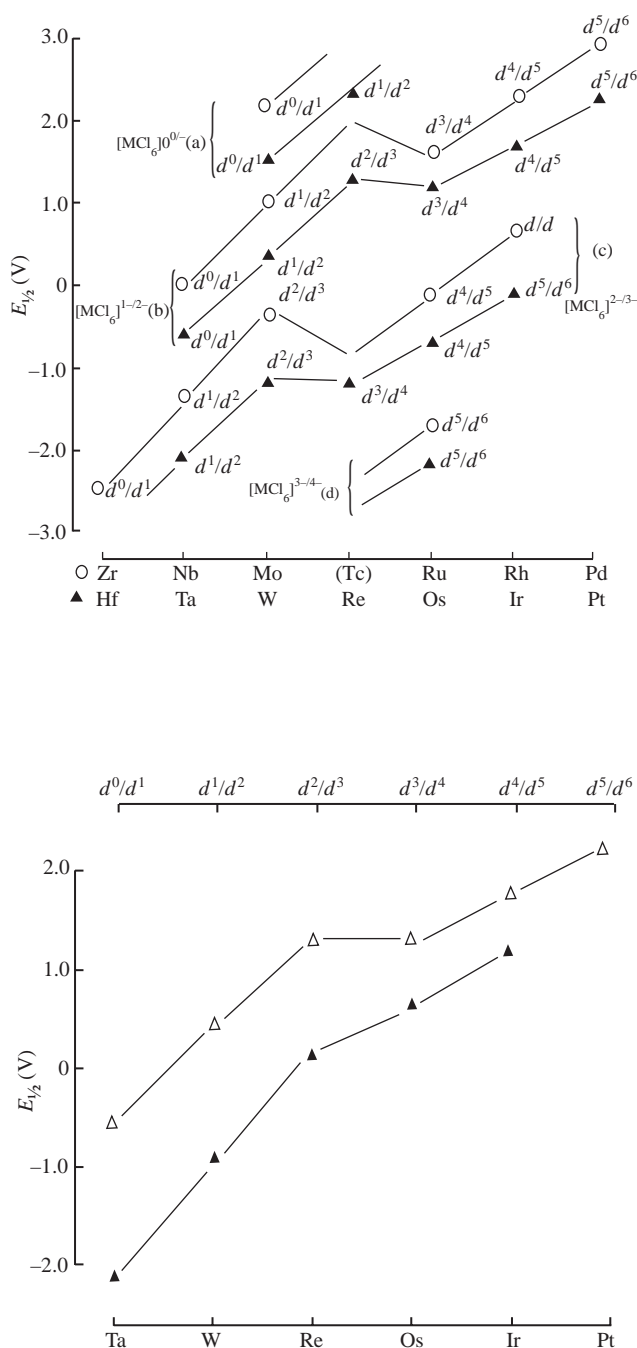 3.0
d⁵/d⁶
d⁰/d¹
d¹/d²
d⁴/d⁵
d⁵/d⁶
[MCl₆]0⁰/⁻(a)
2.0
d³/d⁴
d⁰/d¹
d²/d³
d⁴/d⁵
1.0
d¹/d²
d³/d⁴
d/d
(c)
E½ (V)
0
d⁰/d¹
d¹/d²
d⁵/d⁶
[MCl₆]²⁻/³⁻
[MCl₆]¹⁻/²⁻(b)
d²/d³
d⁴/d⁵
d⁰/d¹
d²/d³
d⁴/d⁵
–1.0
d¹/d²
d³/d⁴
d⁵/d⁶
–2.0
d¹/d²
d⁵/d⁶
d⁰/d¹
[MCl₆]³⁻/⁴⁻(d)
–3.0
Zr Nb Mo (Tc) Ru Rh Pd
Hf Ta W Re Os Ir Pt
d⁰/d¹ d¹/d² d²/d³ d³/d⁴ d⁴/d⁵ d⁵/d⁶
2.0
1.0
E½ (V)
0
–1.0
–2.0
Ta W Re Os Ir Pt